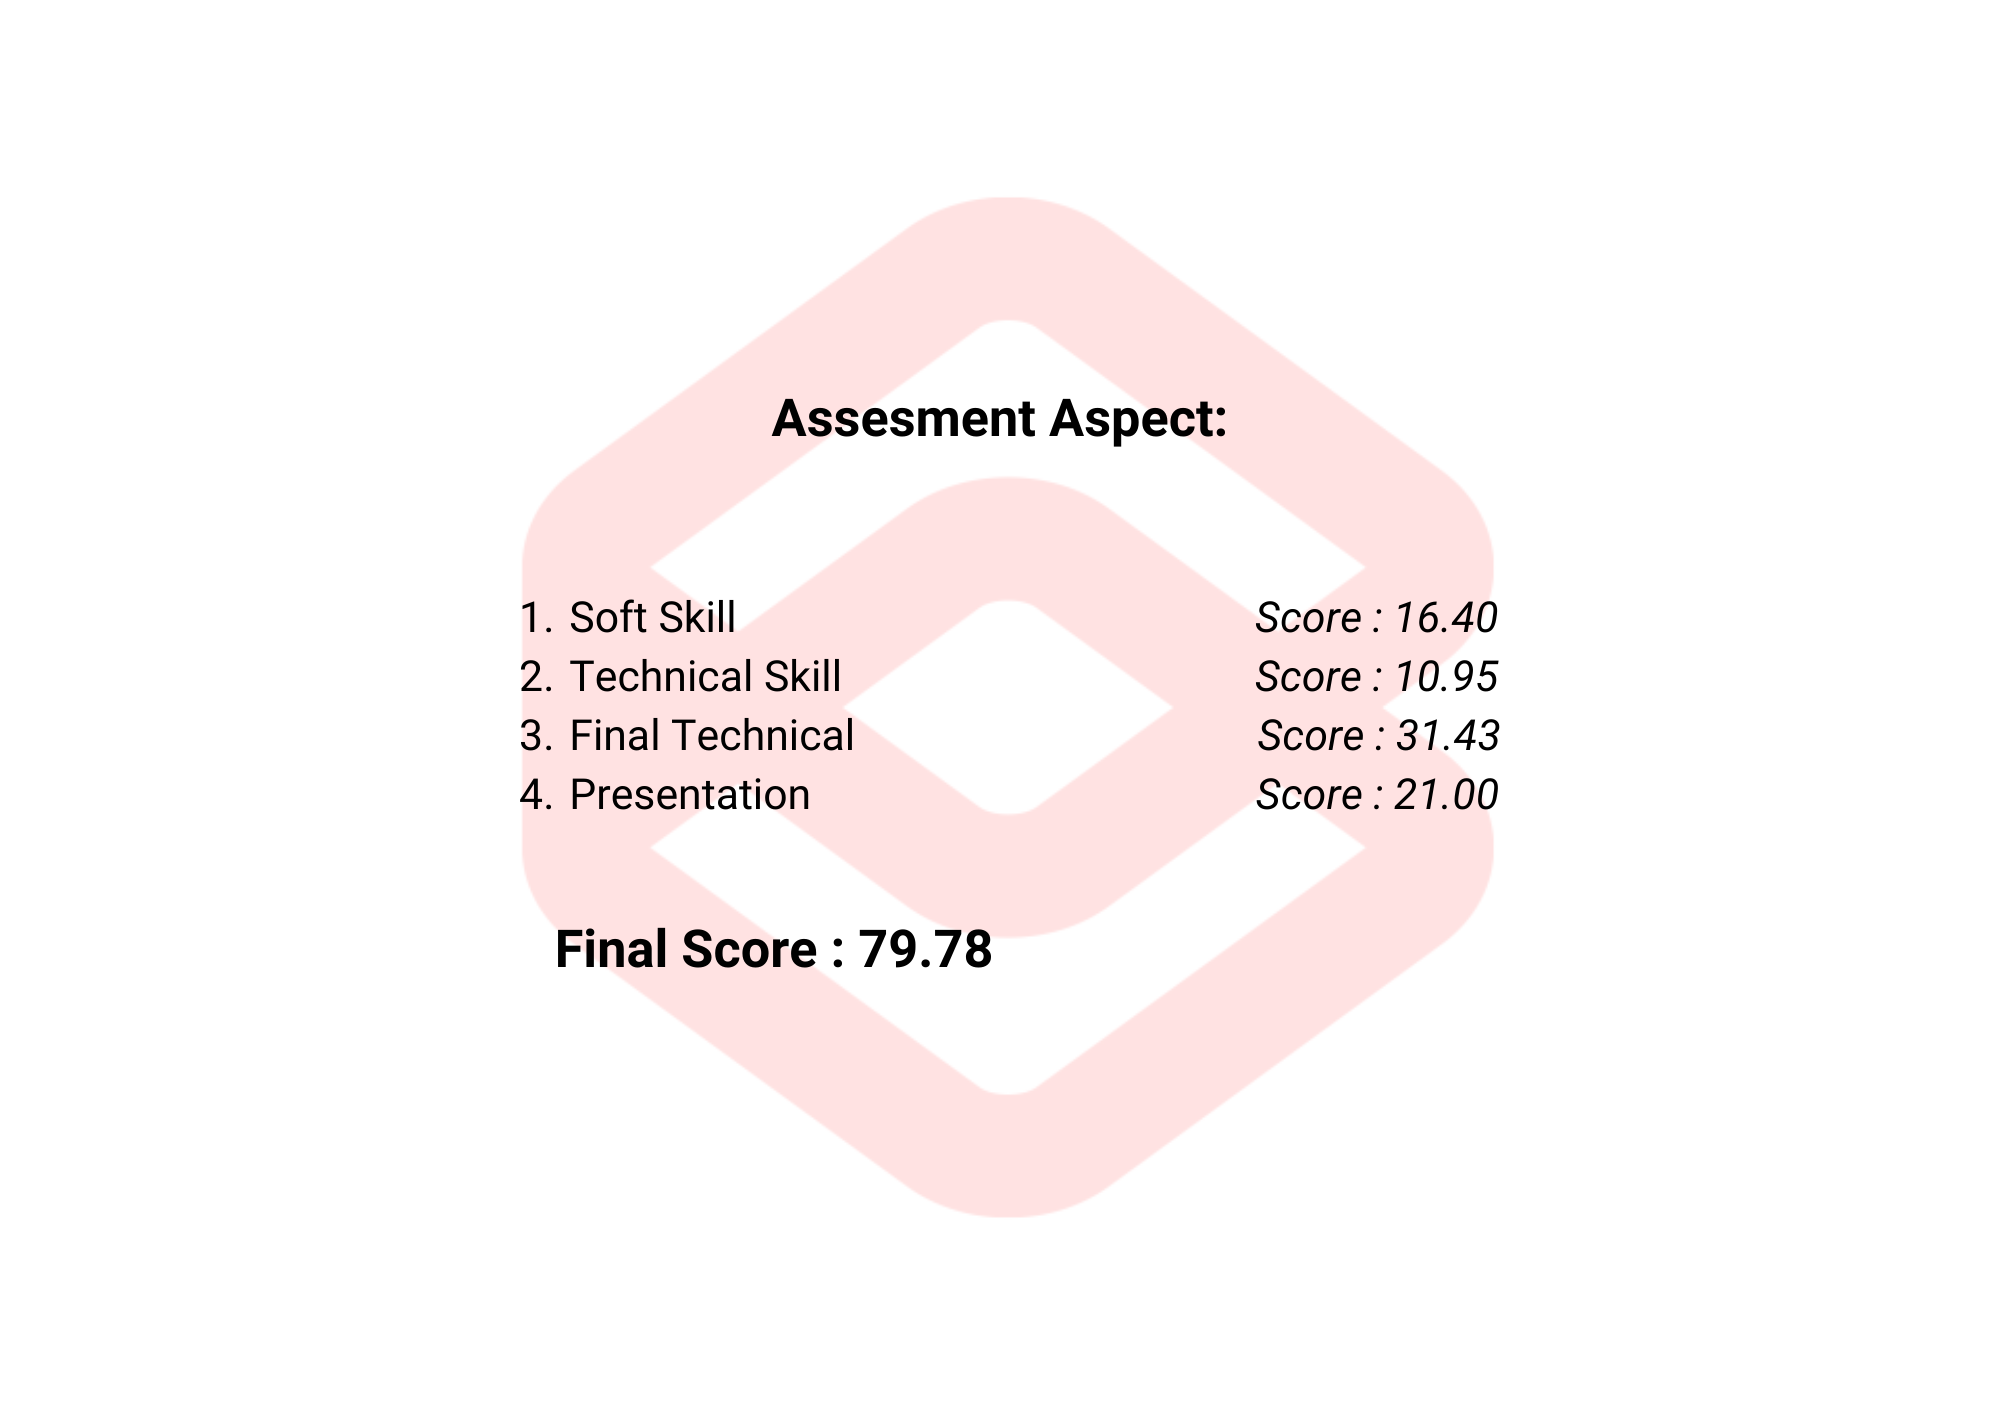 Assesment Aspect:
1. Soft Skill Score : 16.40
2. Technical Skill Score : 10.95
3. Final Technical Score : 31.43
4. Presentation Score : 21.00
Final Score : 79.78